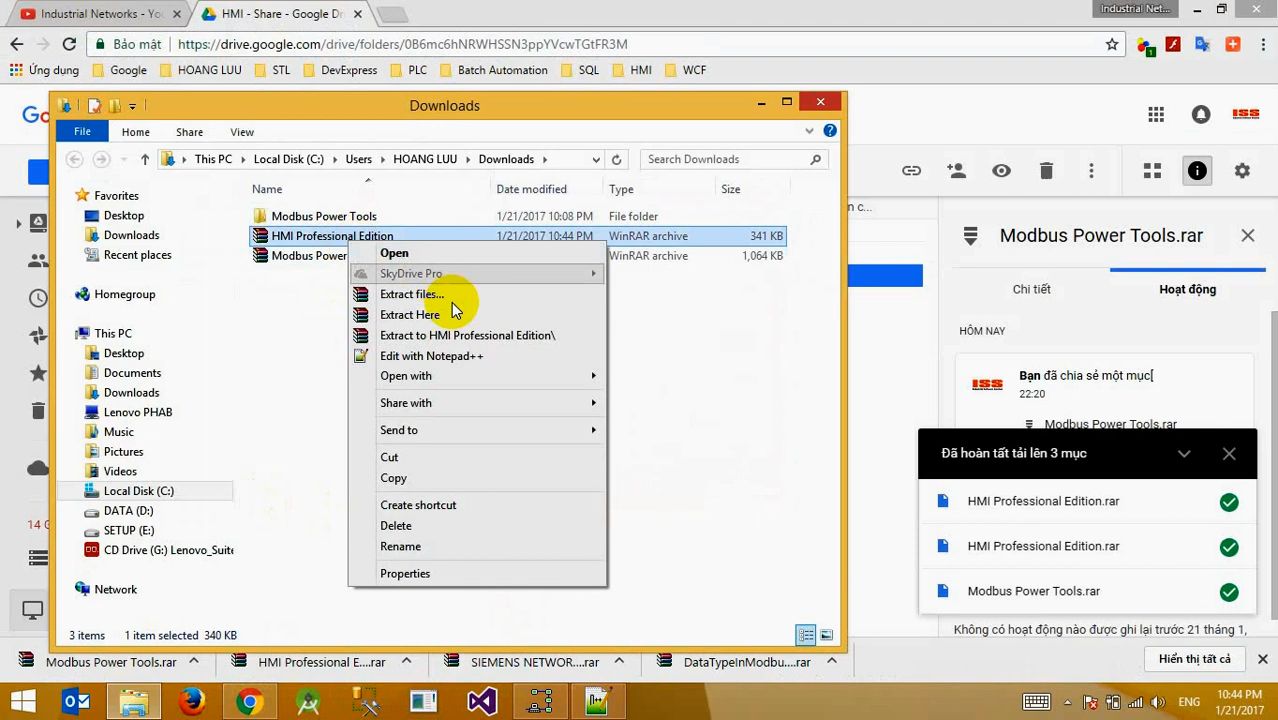 Industrial Networks - Yo
HMI - Share - Google Dr
Industrial Net...
Bảo mật
https://drive.google.com/drive/folders/0B6mc6hNRWHSSN3ppYVcwTGtFR3M
Ứng dụng
Google
HOANG LUU
STL
DevExpress
PLC
Batch Automation
SQL
HMI
WCF
Downloads
File
Home
Share
View
This PC
Local Disk (C:)
Users
HOANG LUU
Downloads
Search Downloads
Name
Date modified
Type
Size
Favorites
Desktop
Downloads
Recent places
Homegroup
This PC
Desktop
Documents
Downloads
Lenovo PHAB
Music
Pictures
Videos
Local Disk (C:)
DATA (D:)
SETUP (E:)
CD Drive (G:) Lenovo_Suite
Network
Modbus Power Tools
1/21/2017 10:08 PM
File folder
HMI Professional Edition
1/21/2017 10:44 PM
WinRAR archive
341 KB
Modbus Power
WinRAR archive
1,064 KB
Open
SkyDrive Pro
Extract files...
Extract Here
Extract to HMI Professional Edition\
Edit with Notepad++
Open with
Share with
Send to
Cut
Copy
Create shortcut
Delete
Rename
Properties
3 items
1 item selected 340 KB
ISS
Modbus Power Tools.rar
Chi tiết
Hoạt động
HÔM NAY
ISS
Bạn đã chia sẻ một mục[
22:20
Modbus Power Tools.rar
Đã hoàn tất tải lên 3 mục
HMI Professional Edition.rar
HMI Professional Edition.rar
Modbus Power Tools.rar
Không có hoạt động nào được ghi lại trước 21 tháng 1,
14 G
Modbus Power Tools.rar
HMI Professional E....rar
SIEMENS NETWOR....rar
DataTypeInModbu....rar
Hiển thị tất cả
ENG
10:44 PM
1/21/2017